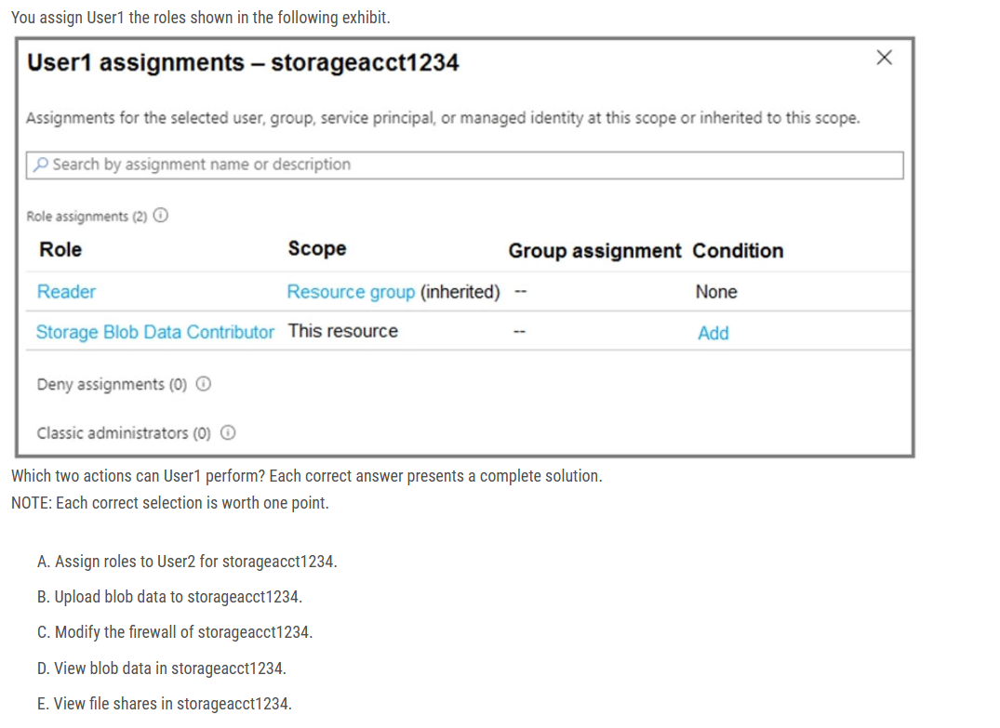 You assign User1 the roles shown in the following exhibit.
User1 assignments – storageacct1234
Assignments for the selected user, group, service principal, or managed identity at this scope or inherited to this scope.
Search by assignment name or description
Role assignments (2)
Role Scope Group assignment Condition
Reader Resource group (inherited) -- None
Storage Blob Data Contributor This resource -- Add
Deny assignments (0)
Classic administrators (0)
Which two actions can User1 perform? Each correct answer presents a complete solution.
NOTE: Each correct selection is worth one point.
A. Assign roles to User2 for storageacct1234.
B. Upload blob data to storageacct1234.
C. Modify the firewall of storageacct1234.
D. View blob data in storageacct1234.
E. View file shares in storageacct1234.